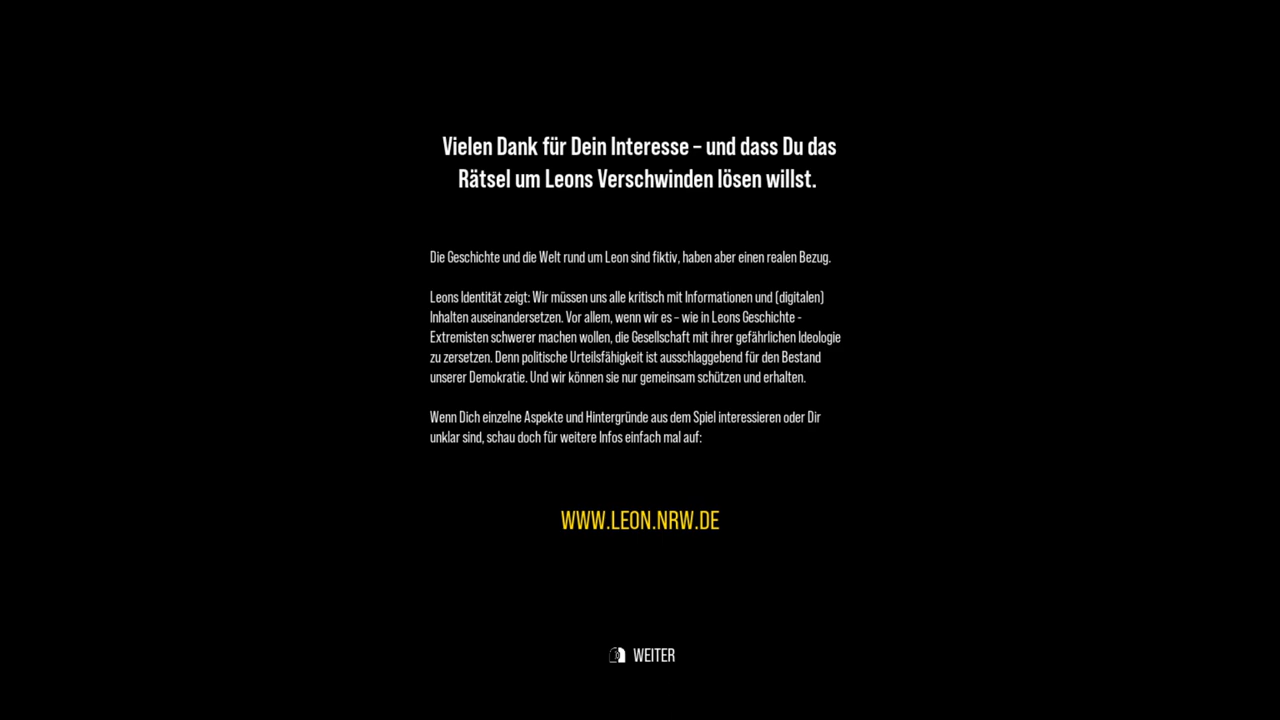 Vielen Dank für Dein Interesse – und dass Du das
Rätsel um Leons Verschwinden lösen willst.
Die Geschichte und die Welt rund um Leon sind fiktiv, haben aber einen realen Bezug.
Leons Identität zeigt: Wir müssen uns alle kritisch mit Informationen und (digitalen)
Inhalten auseinandersetzen. Vor allem, wenn wir es – wie in Leons Geschichte -
Extremisten schwerer machen wollen, die Gesellschaft mit ihrer gefährlichen Ideologie
zu zersetzen. Denn politische Urteilsfähigkeit ist ausschlaggebend für den Bestand
unserer Demokratie. Und wir können sie nur gemeinsam schützen und erhalten.
Wenn Dich einzelne Aspekte und Hintergründe aus dem Spiel interessieren oder Dir
unklar sind, schau doch für weitere Infos einfach mal auf:
WWW.LEON.NRW.DE
WEITER